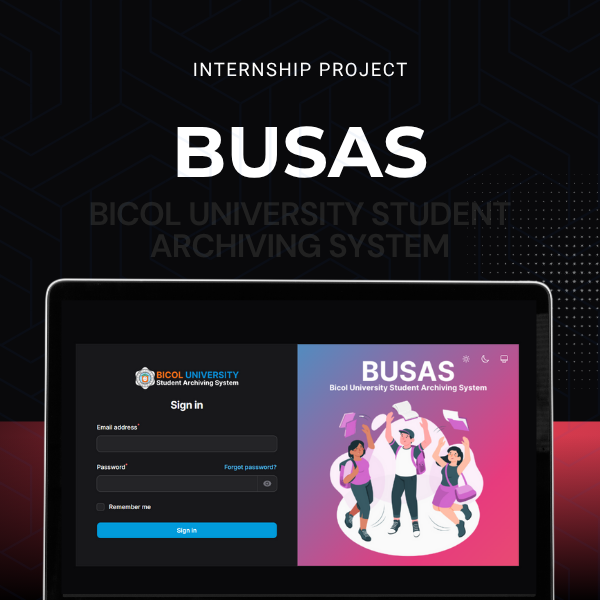 INTERNSHIP PROJECT
BUSAS
BICOL UNIVERSITY STUDENT
ARCHIVING SYSTEM
BICOL UNIVERSITY
Student Archiving System
Sign in
Email address*
Password*
Forgot password?
Remember me
Sign in
BUSAS
Bicol University Student Archiving System